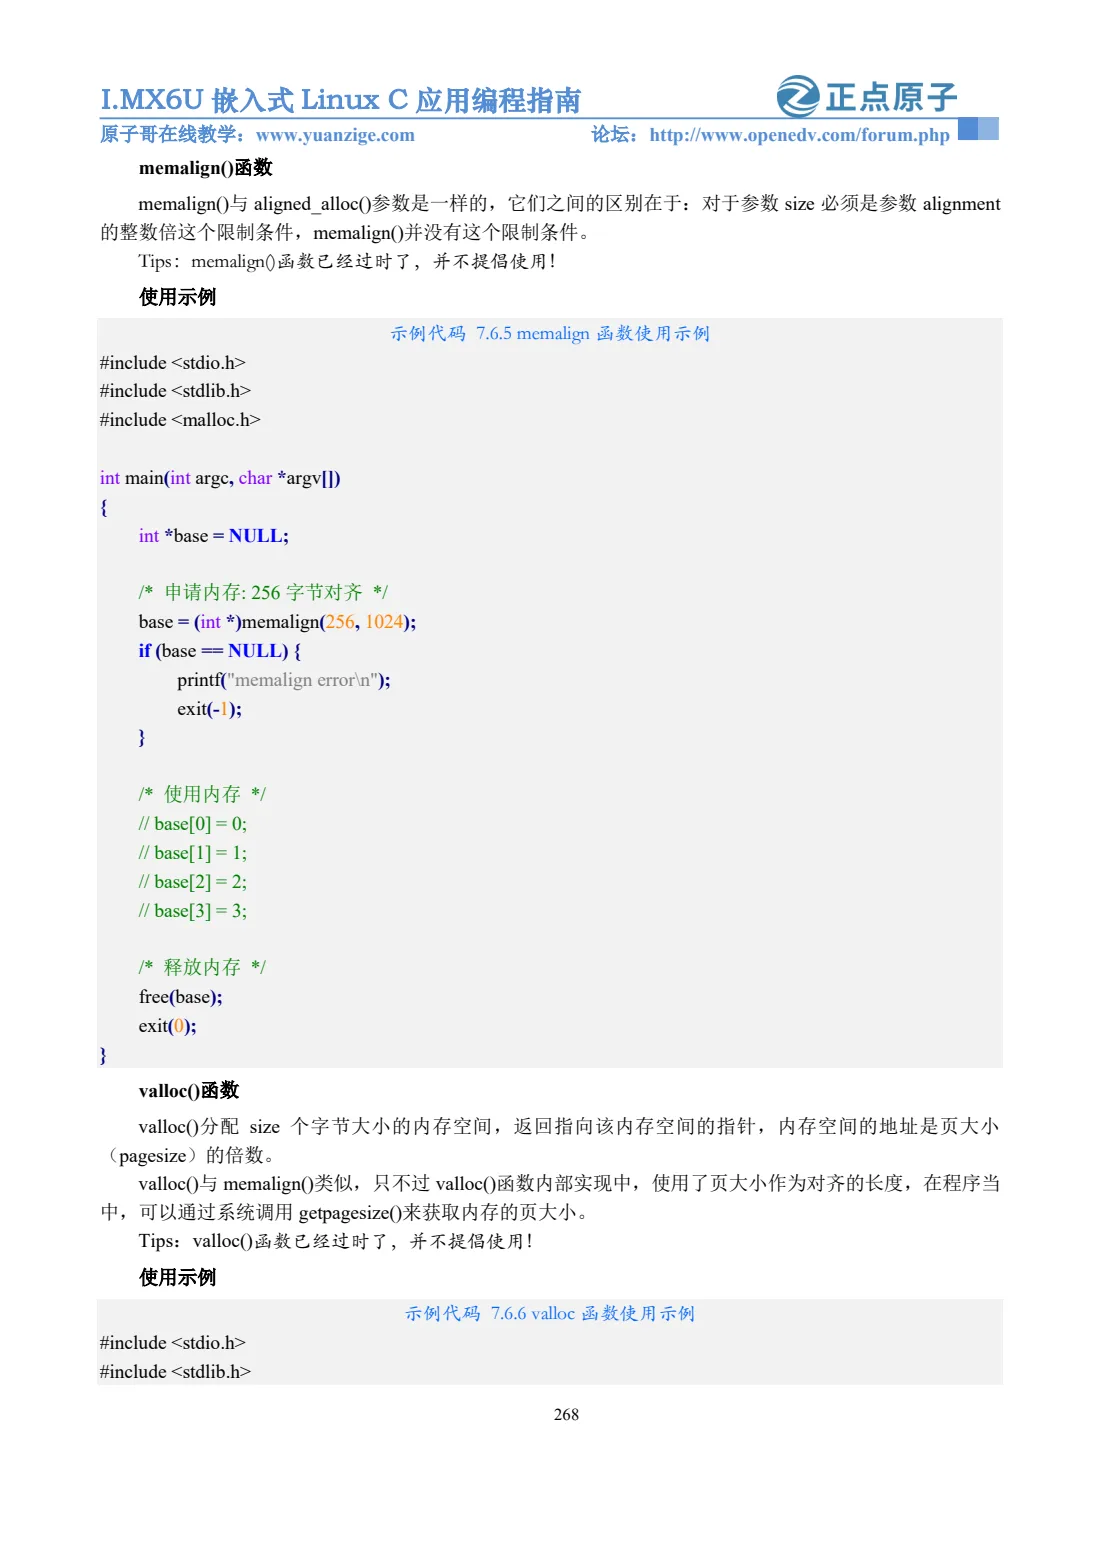 I.MX6U 嵌入式 Linux C 应用编程指南
正点原子
原子哥在线教学：www.yuanzige.com 论坛：http://www.openedv.com/forum.php
memalign()函数
memalign()与 aligned_alloc()参数是一样的，它们之间的区别在于：对于参数 size 必须是参数 alignment
的整数倍这个限制条件，memalign()并没有这个限制条件。
Tips：memalign()函数已经过时了，并不提倡使用！
使用示例
示例代码 7.6.5 memalign 函数使用示例
#include <stdio.h>
#include <stdlib.h>
#include <malloc.h>
int main(int argc, char *argv[])
{
int *base = NULL;
/* 申请内存: 256 字节对齐 */
base = (int *)memalign(256, 1024);
if (base == NULL) {
printf("memalign error\n");
exit(-1);
}
/* 使用内存 */
// base[0] = 0;
// base[1] = 1;
// base[2] = 2;
// base[3] = 3;
/* 释放内存 */
free(base);
exit(0);
}
valloc()函数
valloc()分配 size 个字节大小的内存空间，返回指向该内存空间的指针，内存空间的地址是页大小
（pagesize）的倍数。
valloc()与 memalign()类似，只不过 valloc()函数内部实现中，使用了页大小作为对齐的长度，在程序当
中，可以通过系统调用 getpagesize()来获取内存的页大小。
Tips：valloc()函数已经过时了，并不提倡使用！
使用示例
示例代码 7.6.6 valloc 函数使用示例
#include <stdio.h>
#include <stdlib.h>
268